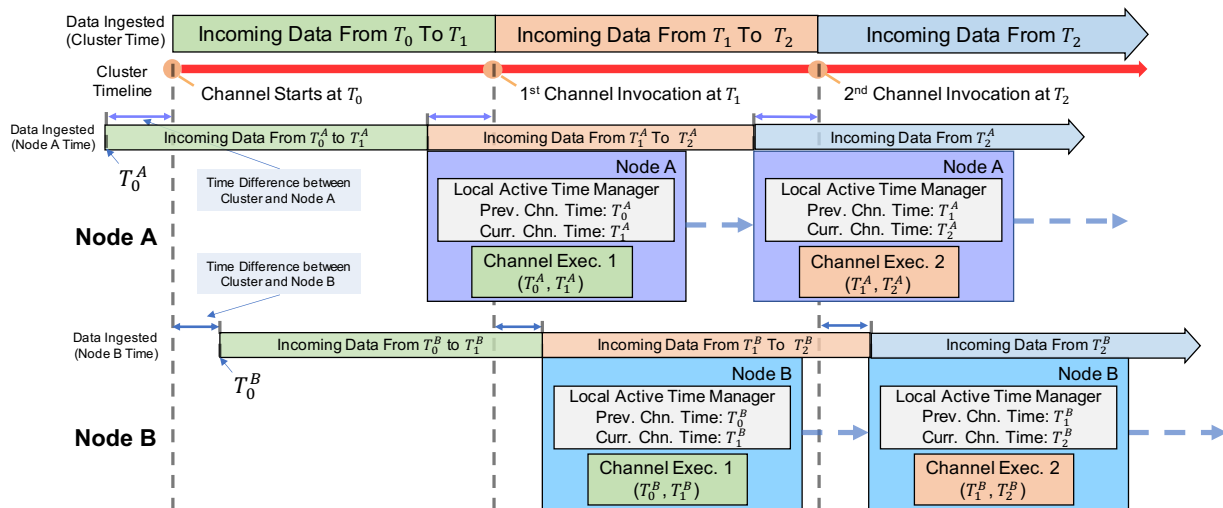 Data Ingested
(Cluster Time)
Incoming Data From T₀ To T₁
Incoming Data From T₁ To T₂
Incoming Data From T₂
Cluster
Timeline
Channel Starts at T₀
1st Channel Invocation at T₁
2nd Channel Invocation at T₂
Data Ingested
(Node A Time)
Incoming Data From T₀ᴬ to T₁ᴬ
Incoming Data From T₁ᴬ To T₂ᴬ
Incoming Data From T₂ᴬ
T₀ᴬ
Time Difference between
Cluster and Node A
Node A
Node A
Local Active Time Manager
Prev. Chn. Time: T₀ᴬ
Curr. Chn. Time: T₁ᴬ
Channel Exec. 1
(T₀ᴬ, T₁ᴬ)
Node A
Local Active Time Manager
Prev. Chn. Time: T₁ᴬ
Curr. Chn. Time: T₂ᴬ
Channel Exec. 2
(T₁ᴬ, T₂ᴬ)
Time Difference between
Cluster and Node B
Data Ingested
(Node B Time)
Incoming Data From T₀ᴮ to T₁ᴮ
Incoming Data From T₁ᴮ To T₂ᴮ
Incoming Data From T₂ᴮ
T₀ᴮ
Node B
Node B
Local Active Time Manager
Prev. Chn. Time: T₀ᴮ
Curr. Chn. Time: T₁ᴮ
Channel Exec. 1
(T₀ᴮ, T₁ᴮ)
Node B
Local Active Time Manager
Prev. Chn. Time: T₁ᴮ
Curr. Chn. Time: T₂ᴮ
Channel Exec. 2
(T₁ᴮ, T₂ᴮ)